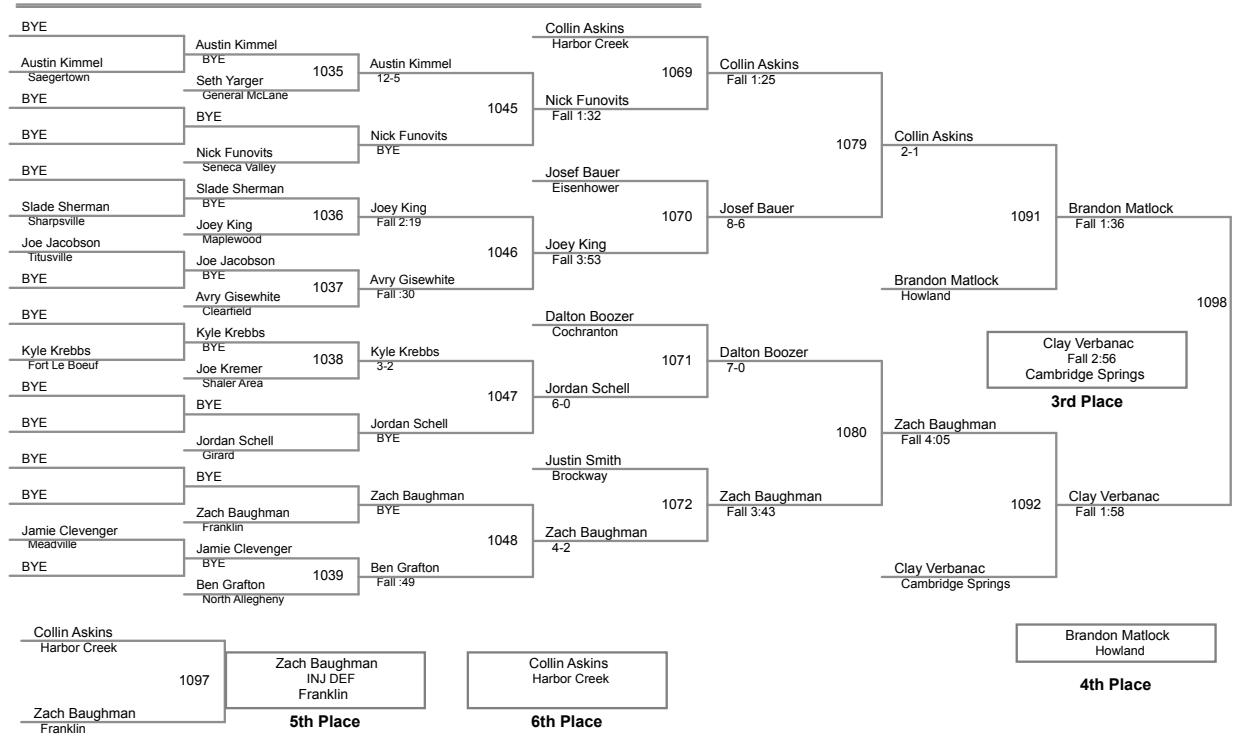 BYE
Austin Kimmel
Saegertown
BYE
BYE
BYE
Slade Sherman
Sharpsville
Joe Jacobson
Titusville
BYE
BYE
Kyle Krebbs
Fort Le Boeuf
BYE
BYE
BYE
BYE
Jamie Clevenger
Meadville
BYE
Austin Kimmel
BYE
1035
Seth Yarger
General McLane
BYE
Nick Funovits
Seneca Valley
Slade Sherman
BYE
1036
Joey King
Maplewood
Joe Jacobson
BYE
1037
Avry Gisewhite
Clearfield
Kyle Krebbs
BYE
1038
Joe Kremer
Shaler Area
BYE
Jordan Schell
Girard
BYE
Zach Baughman
Franklin
Jamie Clevenger
BYE
1039
Ben Grafton
North Allegheny
Austin Kimmel
12-5
1045
Nick Funovits
BYE
Joey King
Fall 2:19
1046
Avry Gisewhite
Fall :30
Kyle Krebbs
3-2
1047
Jordan Schell
BYE
Zach Baughman
BYE
1048
Ben Grafton
Fall :49
Collin Askins
Harbor Creek
1069
Nick Funovits
Fall 1:32
Josef Bauer
Eisenhower
1070
Joey King
Fall 3:53
Dalton Boozer
Cochranton
1071
Jordan Schell
6-0
Justin Smith
Brockway
1072
Zach Baughman
4-2
Collin Askins
Fall 1:25
1079
Josef Bauer
8-6
Dalton Boozer
7-0
1080
Zach Baughman
Fall 3:43
Collin Askins
2-1
1091
Brandon Matlock
Howland
Zach Baughman
Fall 4:05
1092
Clay Verbanac
Cambridge Springs
Brandon Matlock
Fall 1:36
1098
Clay Verbanac
Fall 1:58
Clay Verbanac
Fall 2:56
Cambridge Springs
3rd Place
Brandon Matlock
Howland
4th Place
Collin Askins
Harbor Creek
1097
Zach Baughman
Franklin
Zach Baughman
INJ DEF
Franklin
5th Place
Collin Askins
Harbor Creek
6th Place